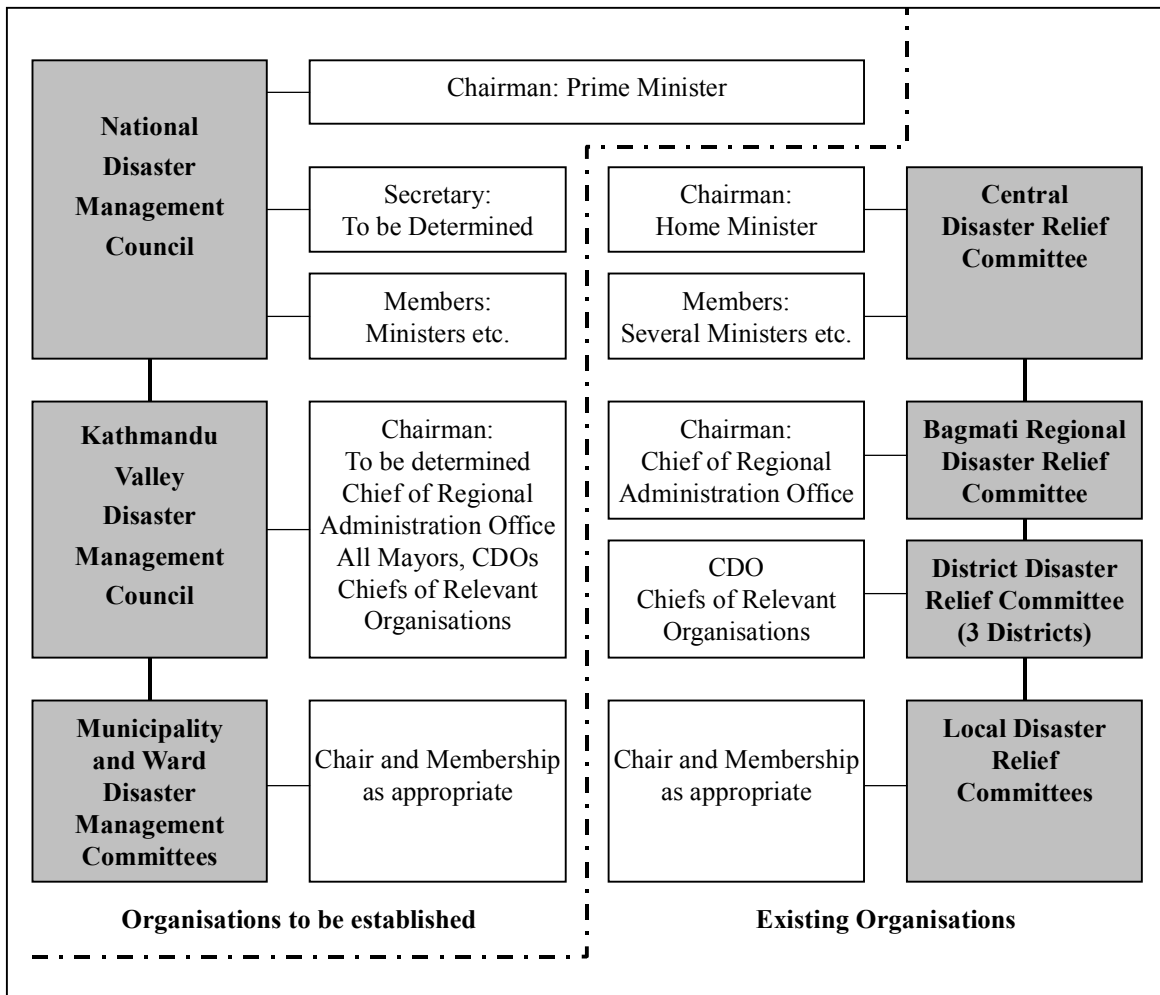 National
Disaster
Management
Council
Chairman: Prime Minister
Secretary:
To be Determined
Members:
Ministers etc.
Chairman:
Home Minister
Members:
Several Ministers etc.
Central
Disaster Relief
Committee
Kathmandu
Valley
Disaster
Management
Council
Chairman:
To be determined
Chief of Regional
Administration Office
All Mayors, CDOs
Chiefs of Relevant
Organisations
Chairman:
Chief of Regional
Administration Office
Bagmati Regional
Disaster Relief
Committee
CDO
Chiefs of Relevant
Organisations
District Disaster
Relief Committee
(3 Districts)
Municipality
and Ward
Disaster
Management
Committees
Chair and Membership
as appropriate
Chair and Membership
as appropriate
Local Disaster
Relief
Committees
Organisations to be established
Existing Organisations